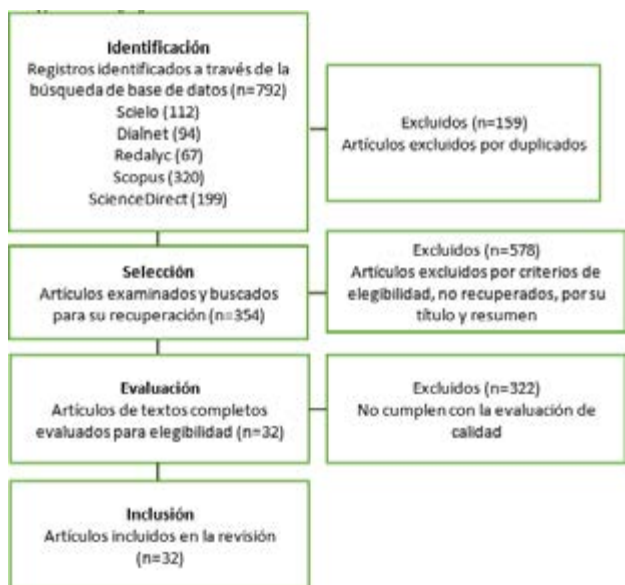 Identificación
Registros identificados a través de la
búsqueda de base de datos (n=792)
Scielo (112)
Dialnet (94)
Redalyc (67)
Scopus (320)
ScienceDirect (199)
Excluidos (n=159)
Artículos excluidos por duplicados
Selección
Artículos examinados y buscados
para su recuperación (n=354)
Excluidos (n=578)
Artículos excluidos por criterios de
elegibilidad, no recuperados, por su
título y resumen
Evaluación
Artículos de textos completos
evaluados para elegibilidad (n=32)
Excluidos (n=322)
No cumplen con la evaluación de
calidad
Inclusión
Artículos incluidos en la revisión
(n=32)